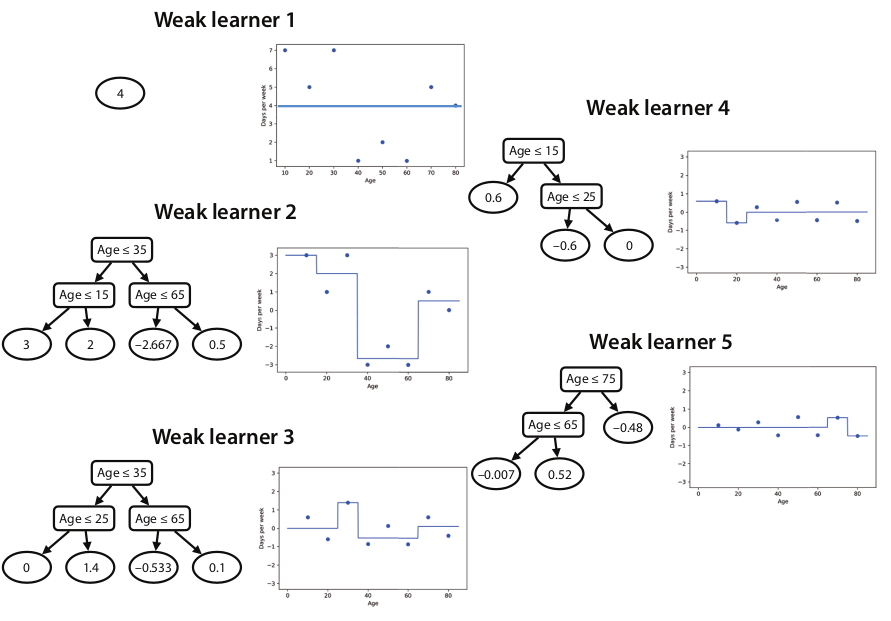 Weak learner 1
4
7
6
5
4
3
2
1
Days per week
10 20 30 40 50 60 70 80
Age
Weak learner 2
Age ≤ 35
Age ≤ 15 Age ≤ 65
3 2 −2.667 0.5
3
2
1
0
−1
−2
−3
Days per week
0 20 40 60 80
Age
Weak learner 3
Age ≤ 35
Age ≤ 25 Age ≤ 65
0 1.4 −0.533 0.1
3
2
1
0
−1
−2
−3
Days per week
0 20 40 60 80
Age
Weak learner 4
Age ≤ 15
0.6 Age ≤ 25
−0.6 0
3
2
1
0
−1
−2
−3
Days per week
0 20 40 60 80
Age
Weak learner 5
Age ≤ 75
Age ≤ 65 −0.48
−0.007 0.52
3
2
1
0
−1
−2
−3
Days per week
0 20 40 60 80
Age